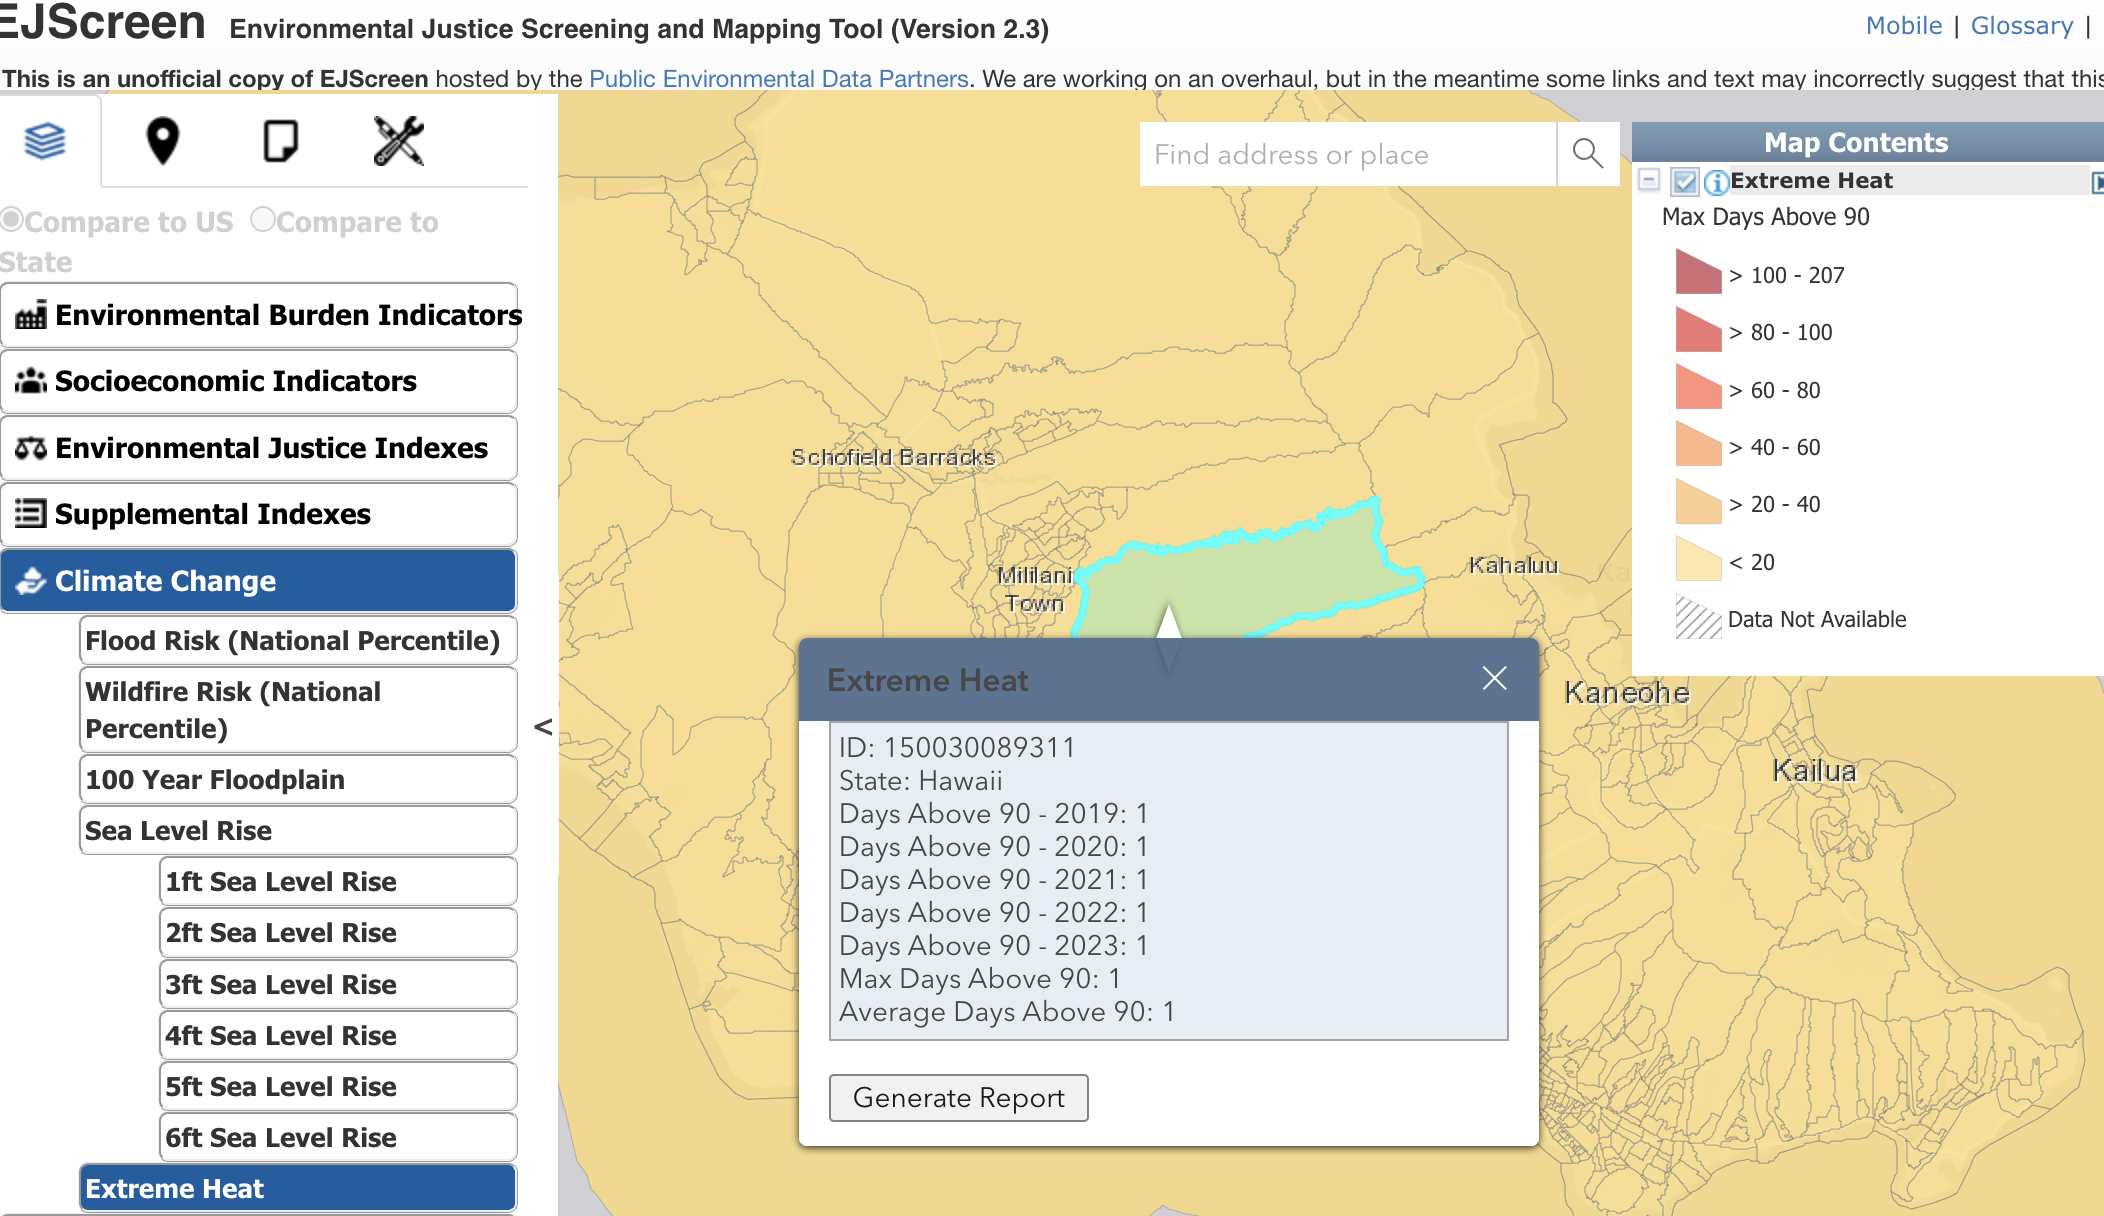 EJScreen Environmental Justice Screening and Mapping Tool (Version 2.3)
Mobile | Glossary |
This is an unofficial copy of EJScreen hosted by the Public Environmental Data Partners. We are working on an overhaul, but in the meantime some links and text may incorrectly suggest that this
Compare to US Compare to
State
Environmental Burden Indicators
Socioeconomic Indicators
Environmental Justice Indexes
Supplemental Indexes
Climate Change
Flood Risk (National Percentile)
Wildfire Risk (National
Percentile)
100 Year Floodplain
Sea Level Rise
1ft Sea Level Rise
2ft Sea Level Rise
3ft Sea Level Rise
4ft Sea Level Rise
5ft Sea Level Rise
6ft Sea Level Rise
Extreme Heat
<
Find address or place
Schofield Barracks
Mililani
Town
Kahaluu
Kaneohe
Kailua
Extreme Heat
ID: 150030089311
State: Hawaii
Days Above 90 - 2019: 1
Days Above 90 - 2020: 1
Days Above 90 - 2021: 1
Days Above 90 - 2022: 1
Days Above 90 - 2023: 1
Max Days Above 90: 1
Average Days Above 90: 1
Generate Report
Map Contents
Extreme Heat
Max Days Above 90
> 100 - 207
> 80 - 100
> 60 - 80
> 40 - 60
> 20 - 40
< 20
Data Not Available